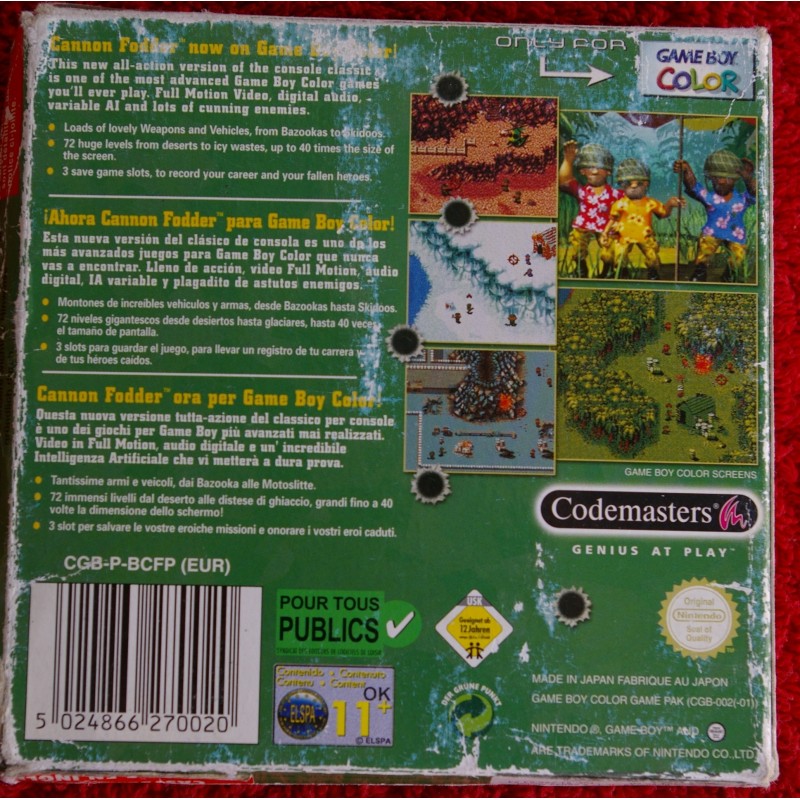 Cannon Fodder™ now on Game Boy Color!
This new all-action version of the console classic
is one of the most advanced Game Boy Color games
you'll ever play. Full Motion Video, digital audio,
variable AI and lots of cunning enemies.
• Loads of lovely Weapons and Vehicles, from Bazookas to Skidoos.
• 72 huge levels from deserts to icy wastes, up to 40 times the size of
the screen.
• 3 save game slots, to record your career and your fallen heroes.
¡Ahora Cannon Fodder™ para Game Boy Color!
Esta nueva versión del clásico de consola es uno de los
más avanzados juegos para Game Boy Color que nunca
vas a encontrar. Lleno de acción, video Full Motion, audio
digital, IA variable y plagadito de astutos enemigos.
• Montones de increíbles vehiculos y armas, desde Bazookas hasta Skidoos.
• 72 niveles gigantescos desde desiertos hasta glaciares, hasta 40 veces
el tamaño de pantalla.
• 3 slots para guardar el juego, para llevar un registro de tu carrera y
de tus héroes caídos.
Cannon Fodder™ ora per Game Boy Color!
Questa nuova versione tutta-azione del classico per console
è uno dei giochi per Game Boy più avanzati mai realizzati.
Video in Full Motion, audio digitale e un' incredibile
Intelligenza Artificiale che vi metterà a dura prova.
• Tantissime armi e veicoli, dai Bazooka alle Motoslitte.
• 72 immensi livelli dal deserto alle distese di ghiaccio, grandi fino a 40
volte la dimensione dello schermo!
• 3 slot per salvare le vostre eroiche missioni e onorare i vostri eroi caduti.
CGB-P-BCFP (EUR)
5 024866 270020
ONLY FOR
GAME BOY
COLOR
GAME BOY COLOR SCREENS
Codemasters®
GENIUS AT PLAY™
POUR TOUS
PUBLICS
USK
Geeignet ab
12 Jahren
Contenido • Contenuto
Conteno • Content
ELSPA
OK
11+
© ELSPA
DER GRÜNE PUNKT
Original
Nintendo
Seal of
Quality
TM
MADE IN JAPAN FABRIQUE AU JAPON
GAME BOY COLOR GAME PAK (CGB-002(-01))
NINTENDO ®, GAME BOY™ AND
ARE TRADEMARKS OF NINTENDO CO.,LTD